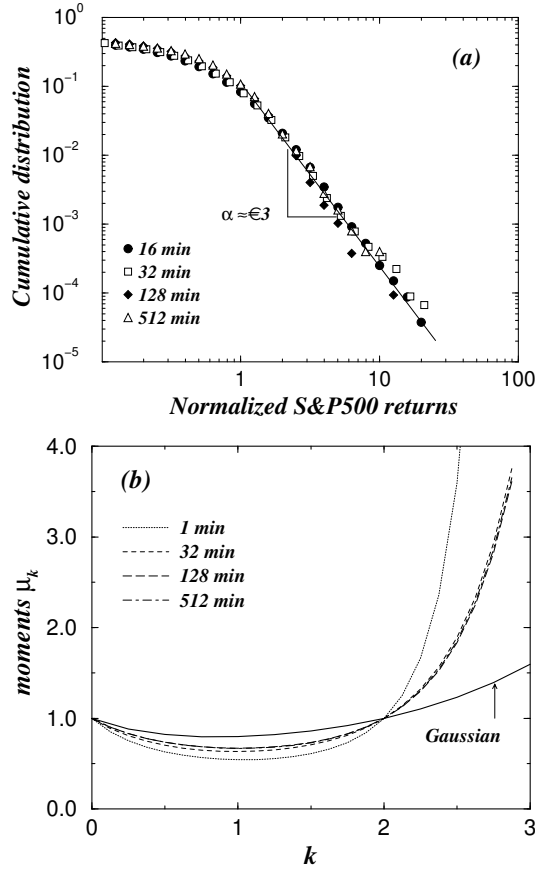 10^0
(a)
10^-1
Cumulative distribution
10^-2
α≈€3
10^-3
16 min
32 min
10^-4
128 min
512 min
10^-5
1
10
100
Normalized S&P500 returns
4.0
(b)
1 min
3.0
32 min
128 min
512 min
moments μ_k
2.0
1.0
Gaussian
0.0
0
1
2
3
k